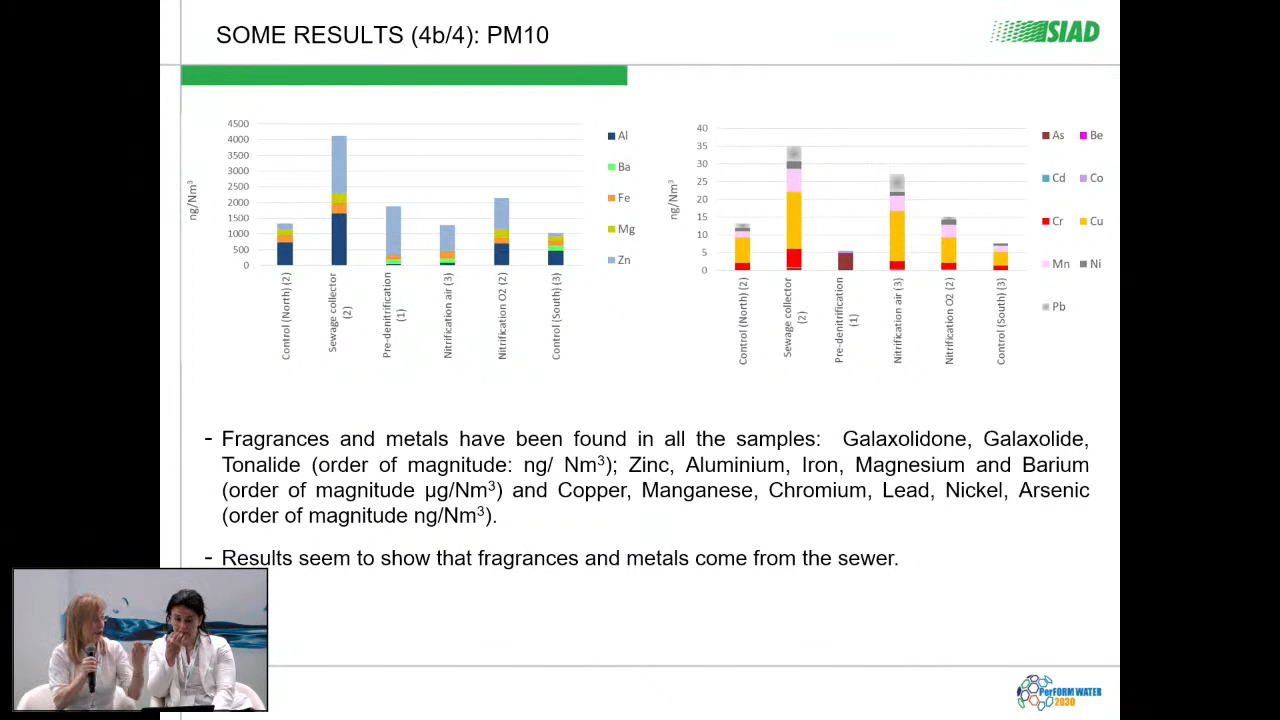 SOME RESULTS (4b/4): PM10
SIAD
4500
4000
3500
3000
2500
2000
1500
1000
500
0
ng/Nm³
Control (North) (2)
Sewage collector
(2)
Pre-denitrification
(1)
Nitrification air (3)
Nitrification O2 (2)
Control (South) (3)
Al
Ba
Fe
Mg
Zn
40
35
30
25
20
15
10
5
0
ng/Nm³
Control (North) (2)
Sewage collector
(2)
Pre-denitrification
(1)
Nitrification air (3)
Nitrification O2 (2)
Control (South) (3)
As Be
Cd Co
Cr Cu
Mn Ni
Pb
- Fragrances and metals have been found in all the samples: Galaxolidone, Galaxolide,
Tonalide (order of magnitude: ng/ Nm³); Zinc, Aluminium, Iron, Magnesium and Barium
(order of magnitude µg/Nm³) and Copper, Manganese, Chromium, Lead, Nickel, Arsenic
(order of magnitude ng/Nm³).
- Results seem to show that fragrances and metals come from the sewer.
PerFORM WATER
2030